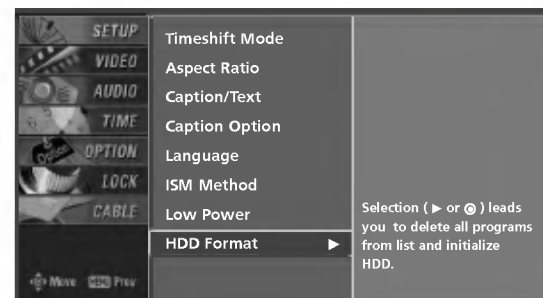 SETUP
VIDEO
AUDIO
TIME
OPTION
LOCK
CABLE
Move MENU Prev
Timeshift Mode
Aspect Ratio
Caption/Text
Caption Option
Language
ISM Method
Low Power
HDD Format ▶
Selection ( ▶ or ◉ ) leads
you to delete all programs
from list and initialize
HDD.